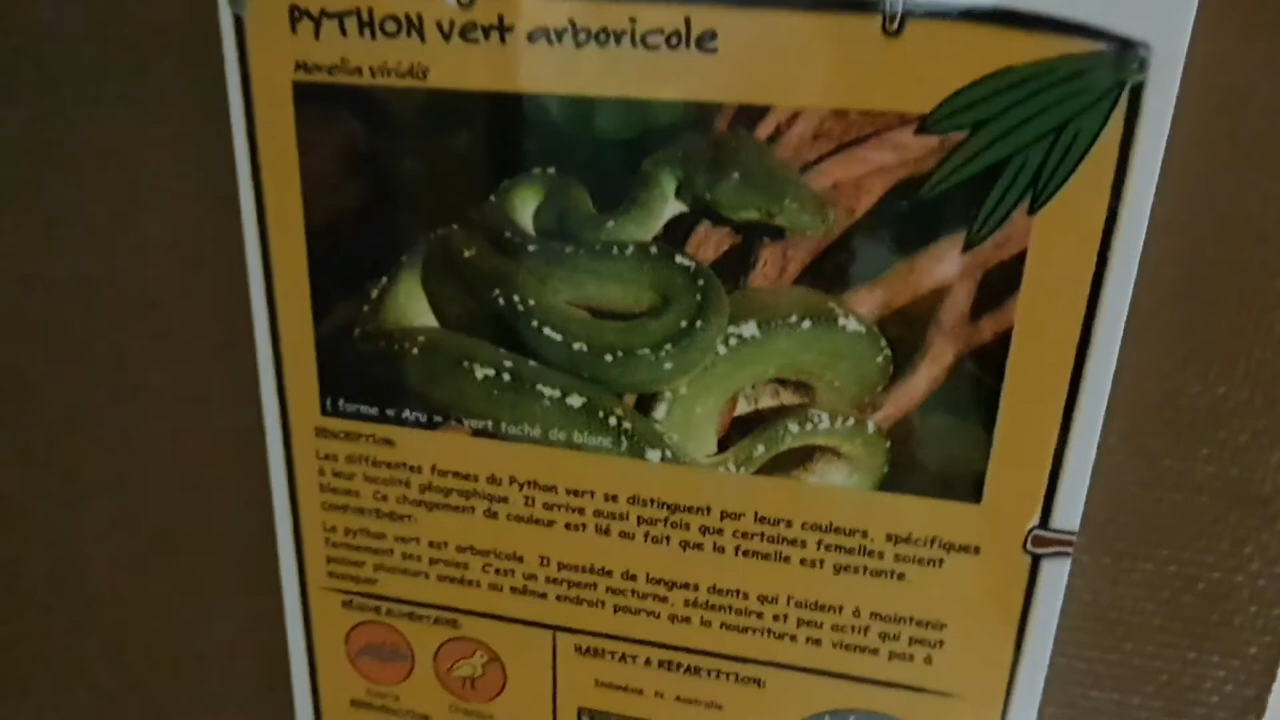 PYTHON vert arboricole
Morelia viridis
( forme « Aru » : vert taché de blanc )
DESCRIPTION:
Les différentes formes du Python vert se distinguent par leurs couleurs, spécifiques
à leur localité géographique. Il arrive aussi parfois que certaines femelles soient
bleues. Ce changement de couleur est lié au fait que la femelle est gestante.
COMPORTEMENT:
Le python vert est arboricole. Il possède de longues dents qui l'aident à maintenir
fermement ses proies. C'est un serpent nocturne, sédentaire et peu actif qui peut
passer plusieurs années au même endroit pourvu que la nourriture ne vienne pas à
manquer.
RÉGIME ALIMENTAIRE:
HABITAT & REPARTITION:
Indonésie, N. Australie